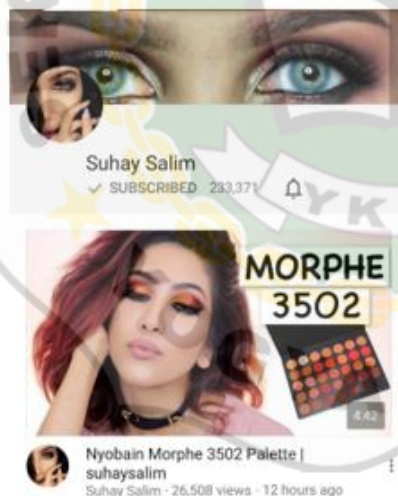 Suhay Salim
SUBSCRIBED 233,371
MORPHE
3502
4:42
Nyobain Morphe 3502 Palette |
suhaysalim
Suhay Salim · 26,508 views · 12 hours ago